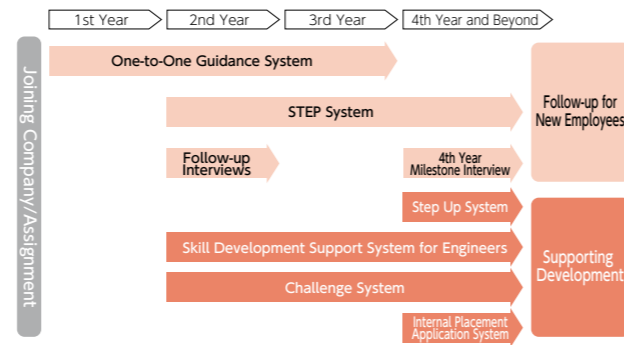 1st Year
2nd Year
3rd Year
4th Year and Beyond
Joining Company/Assignment
One-to-One Guidance System
STEP System
Follow-up
Interviews
4th Year
Milestone Interview
Follow-up for
New Employees
Step Up System
Skill Development Support System for Engineers
Challenge System
Internal Placement
Application System
Supporting
Development